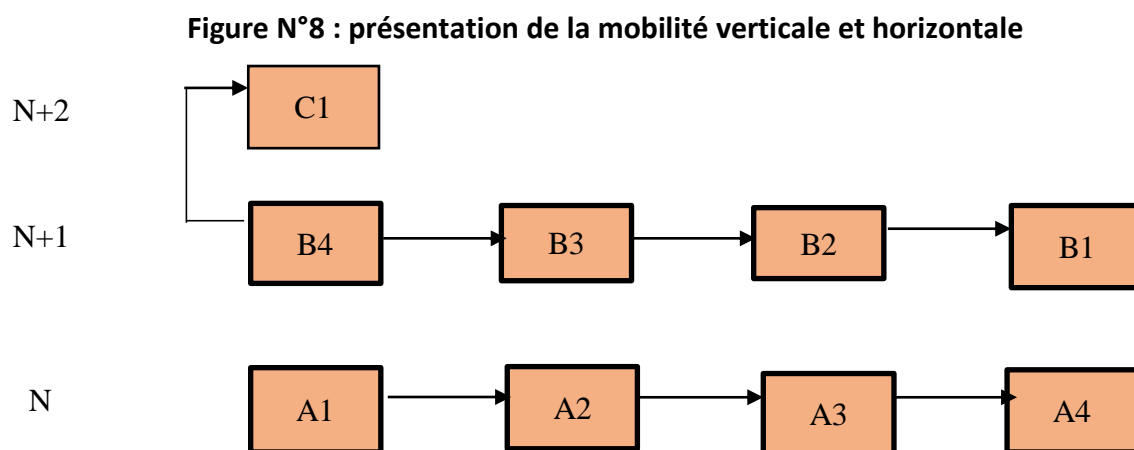 Figure N°8 : présentation de la mobilité verticale et horizontale
N+2
C1
N+1
B4 B3 B2 B1
N
A1 A2 A3 A4